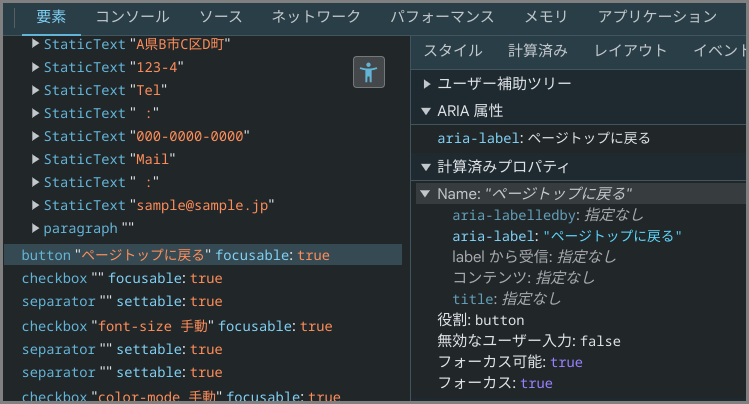 要素 コンソール ソース ネットワーク パフォーマンス メモリ アプリケーション
▶ StaticText "A県B市C区D町"
▶ StaticText "123-4"
▶ StaticText "Tel"
▶ StaticText " :"
▶ StaticText "000-0000-0000"
▶ StaticText "Mail"
▶ StaticText " :"
▶ StaticText "sample@sample.jp"
▶ paragraph ""
button "ページトップに戻る" focusable: true
checkbox "" focusable: true
separator "" settable: true
checkbox "font-size 手動" focusable: true
separator "" settable: true
separator "" settable: true
checkbox "color-mode 手動" focusable: true
スタイル 計算済み レイアウト イベント
▶ ユーザー補助ツリー
▼ ARIA 属性
aria-label: ページトップに戻る
▼ 計算済みプロパティ
▼ Name: "ページトップに戻る"
aria-labelledby: 指定なし
aria-label: "ページトップに戻る"
label から受信: 指定なし
コンテンツ: 指定なし
title: 指定なし
役割: button
無効なユーザー入力: false
フォーカス可能: true
フォーカス: true